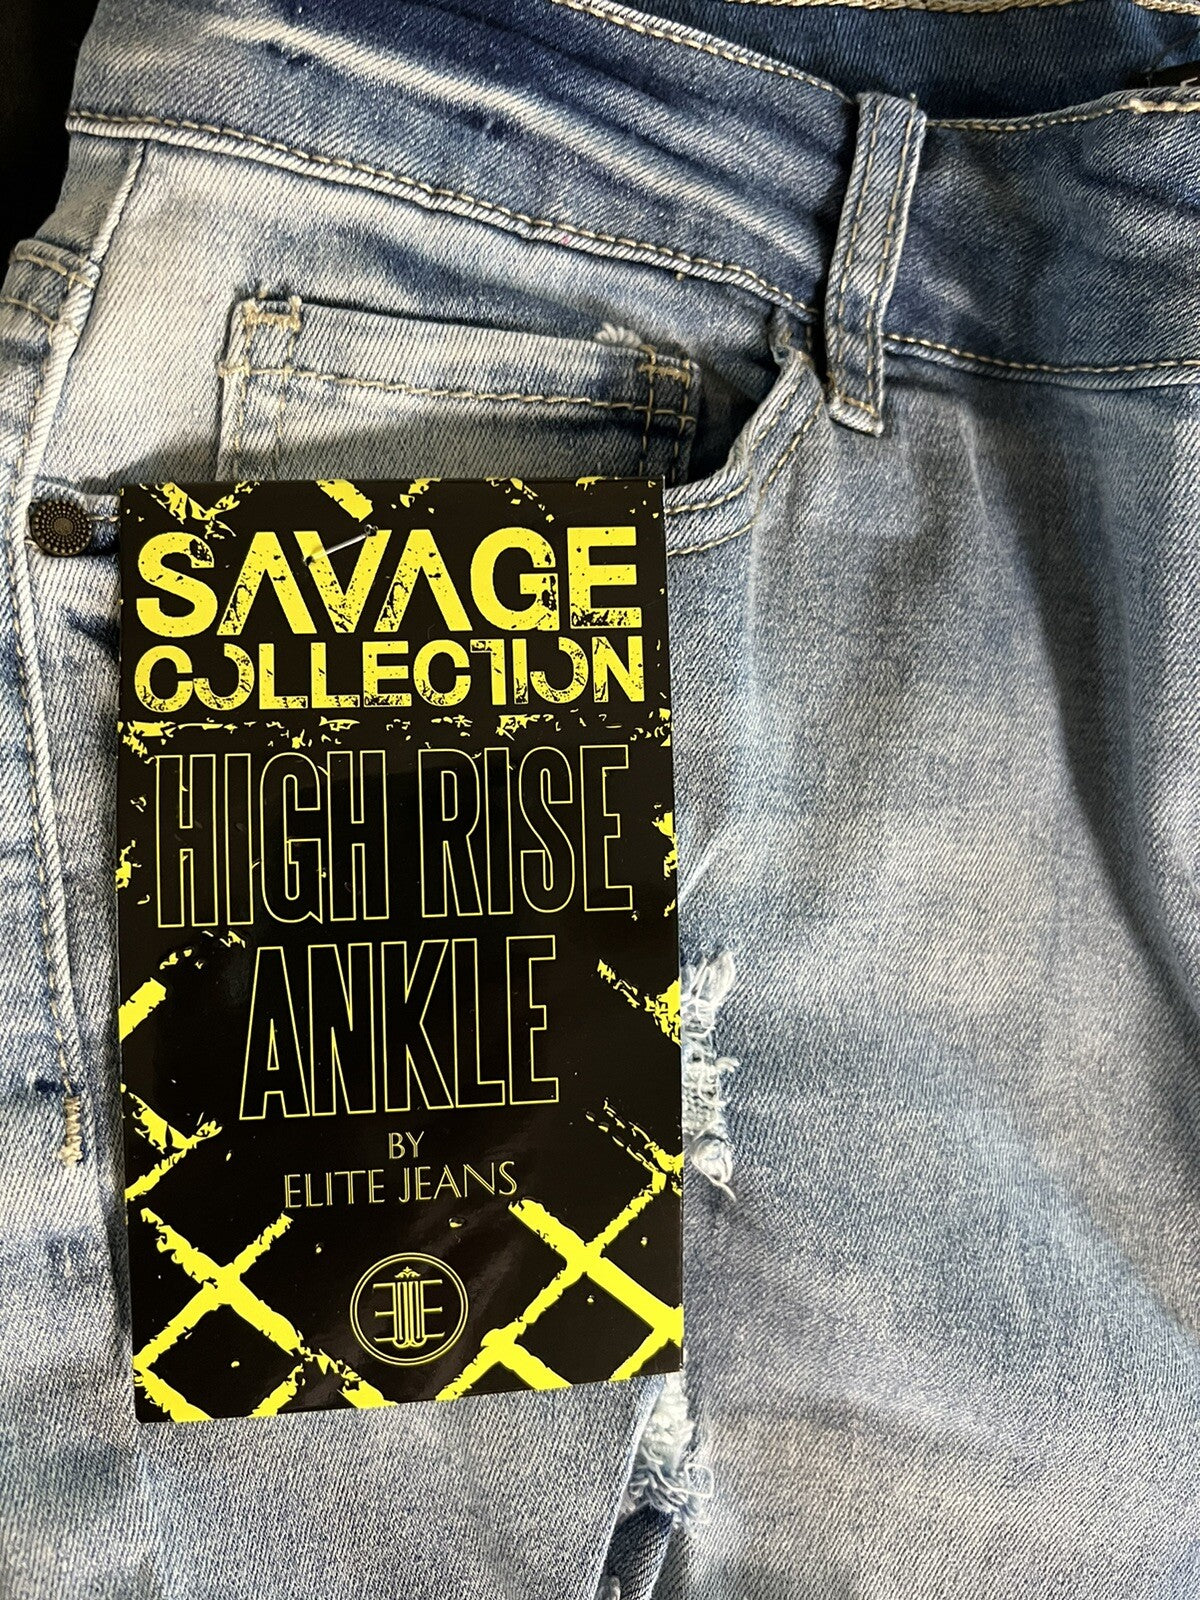 SAVAGE
COLLECTION
HIGH RISE
ANKLE
BY
ELITE JEANS